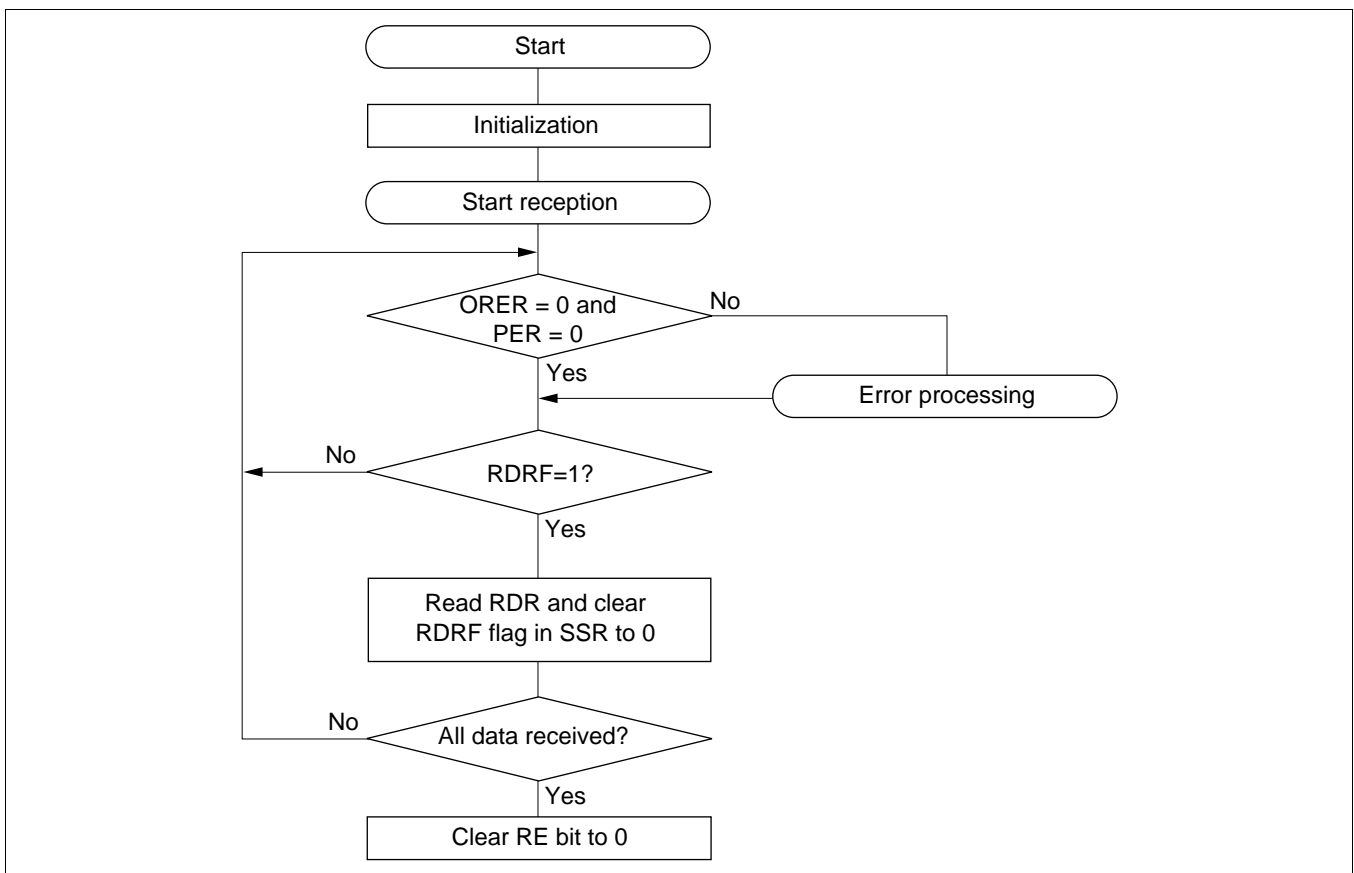 Start
Initialization
Start reception
ORER = 0 and
PER = 0
No
Yes
Error processing
No
RDRF=1?
Yes
Read RDR and clear
RDRF flag in SSR to 0
No
All data received?
Yes
Clear RE bit to 0